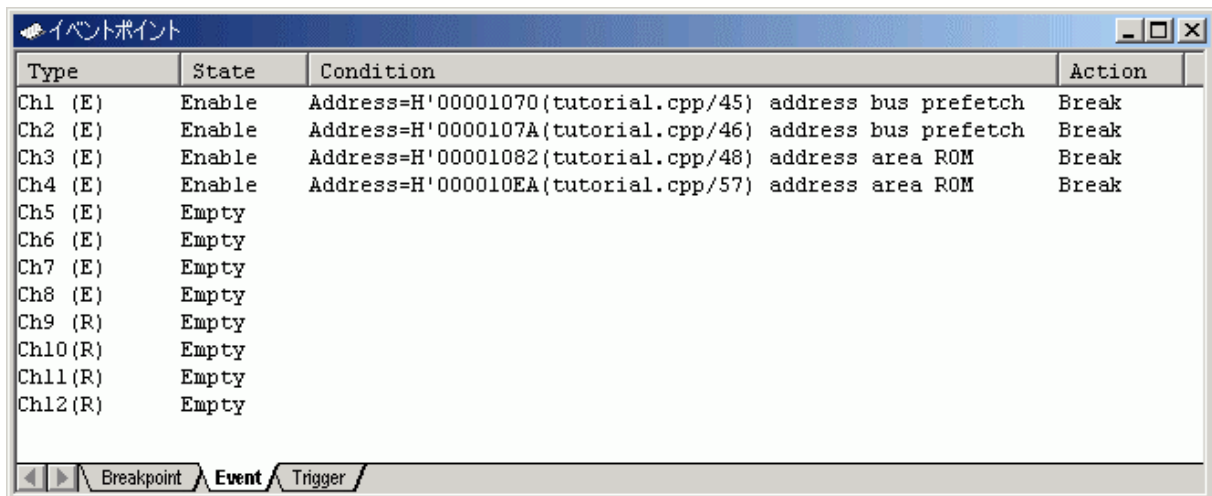 イベントポイント
Type State Condition Action
Ch1 (E) Enable Address=H'00001070(tutorial.cpp/45) address bus prefetch Break
Ch2 (E) Enable Address=H'0000107A(tutorial.cpp/46) address bus prefetch Break
Ch3 (E) Enable Address=H'00001082(tutorial.cpp/48) address area ROM Break
Ch4 (E) Enable Address=H'000010EA(tutorial.cpp/57) address area ROM Break
Ch5 (E) Empty
Ch6 (E) Empty
Ch7 (E) Empty
Ch8 (E) Empty
Ch9 (R) Empty
Ch10(R) Empty
Ch11(R) Empty
Ch12(R) Empty
Breakpoint Event Trigger